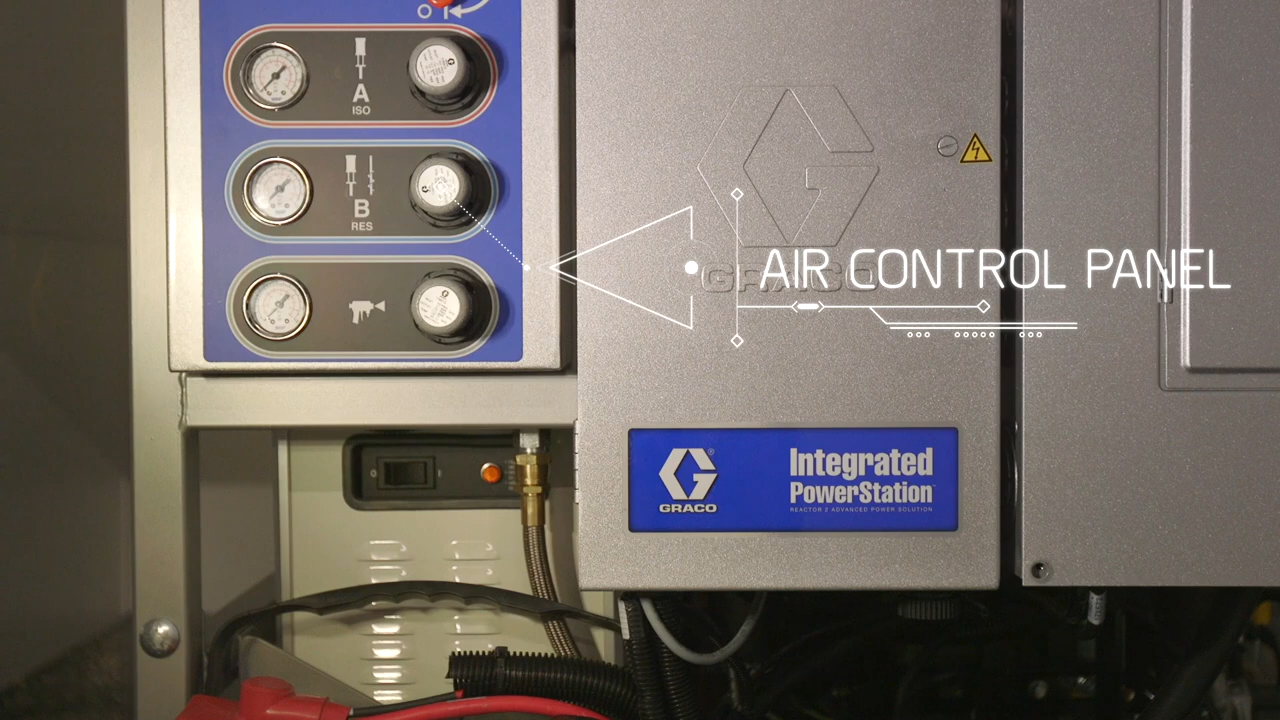 A
ISO
B
RES
GRACO
AIR CONTROL PANEL
GRACO
Integrated
PowerStation
REACTOR 2 ADVANCED POWER SOLUTION